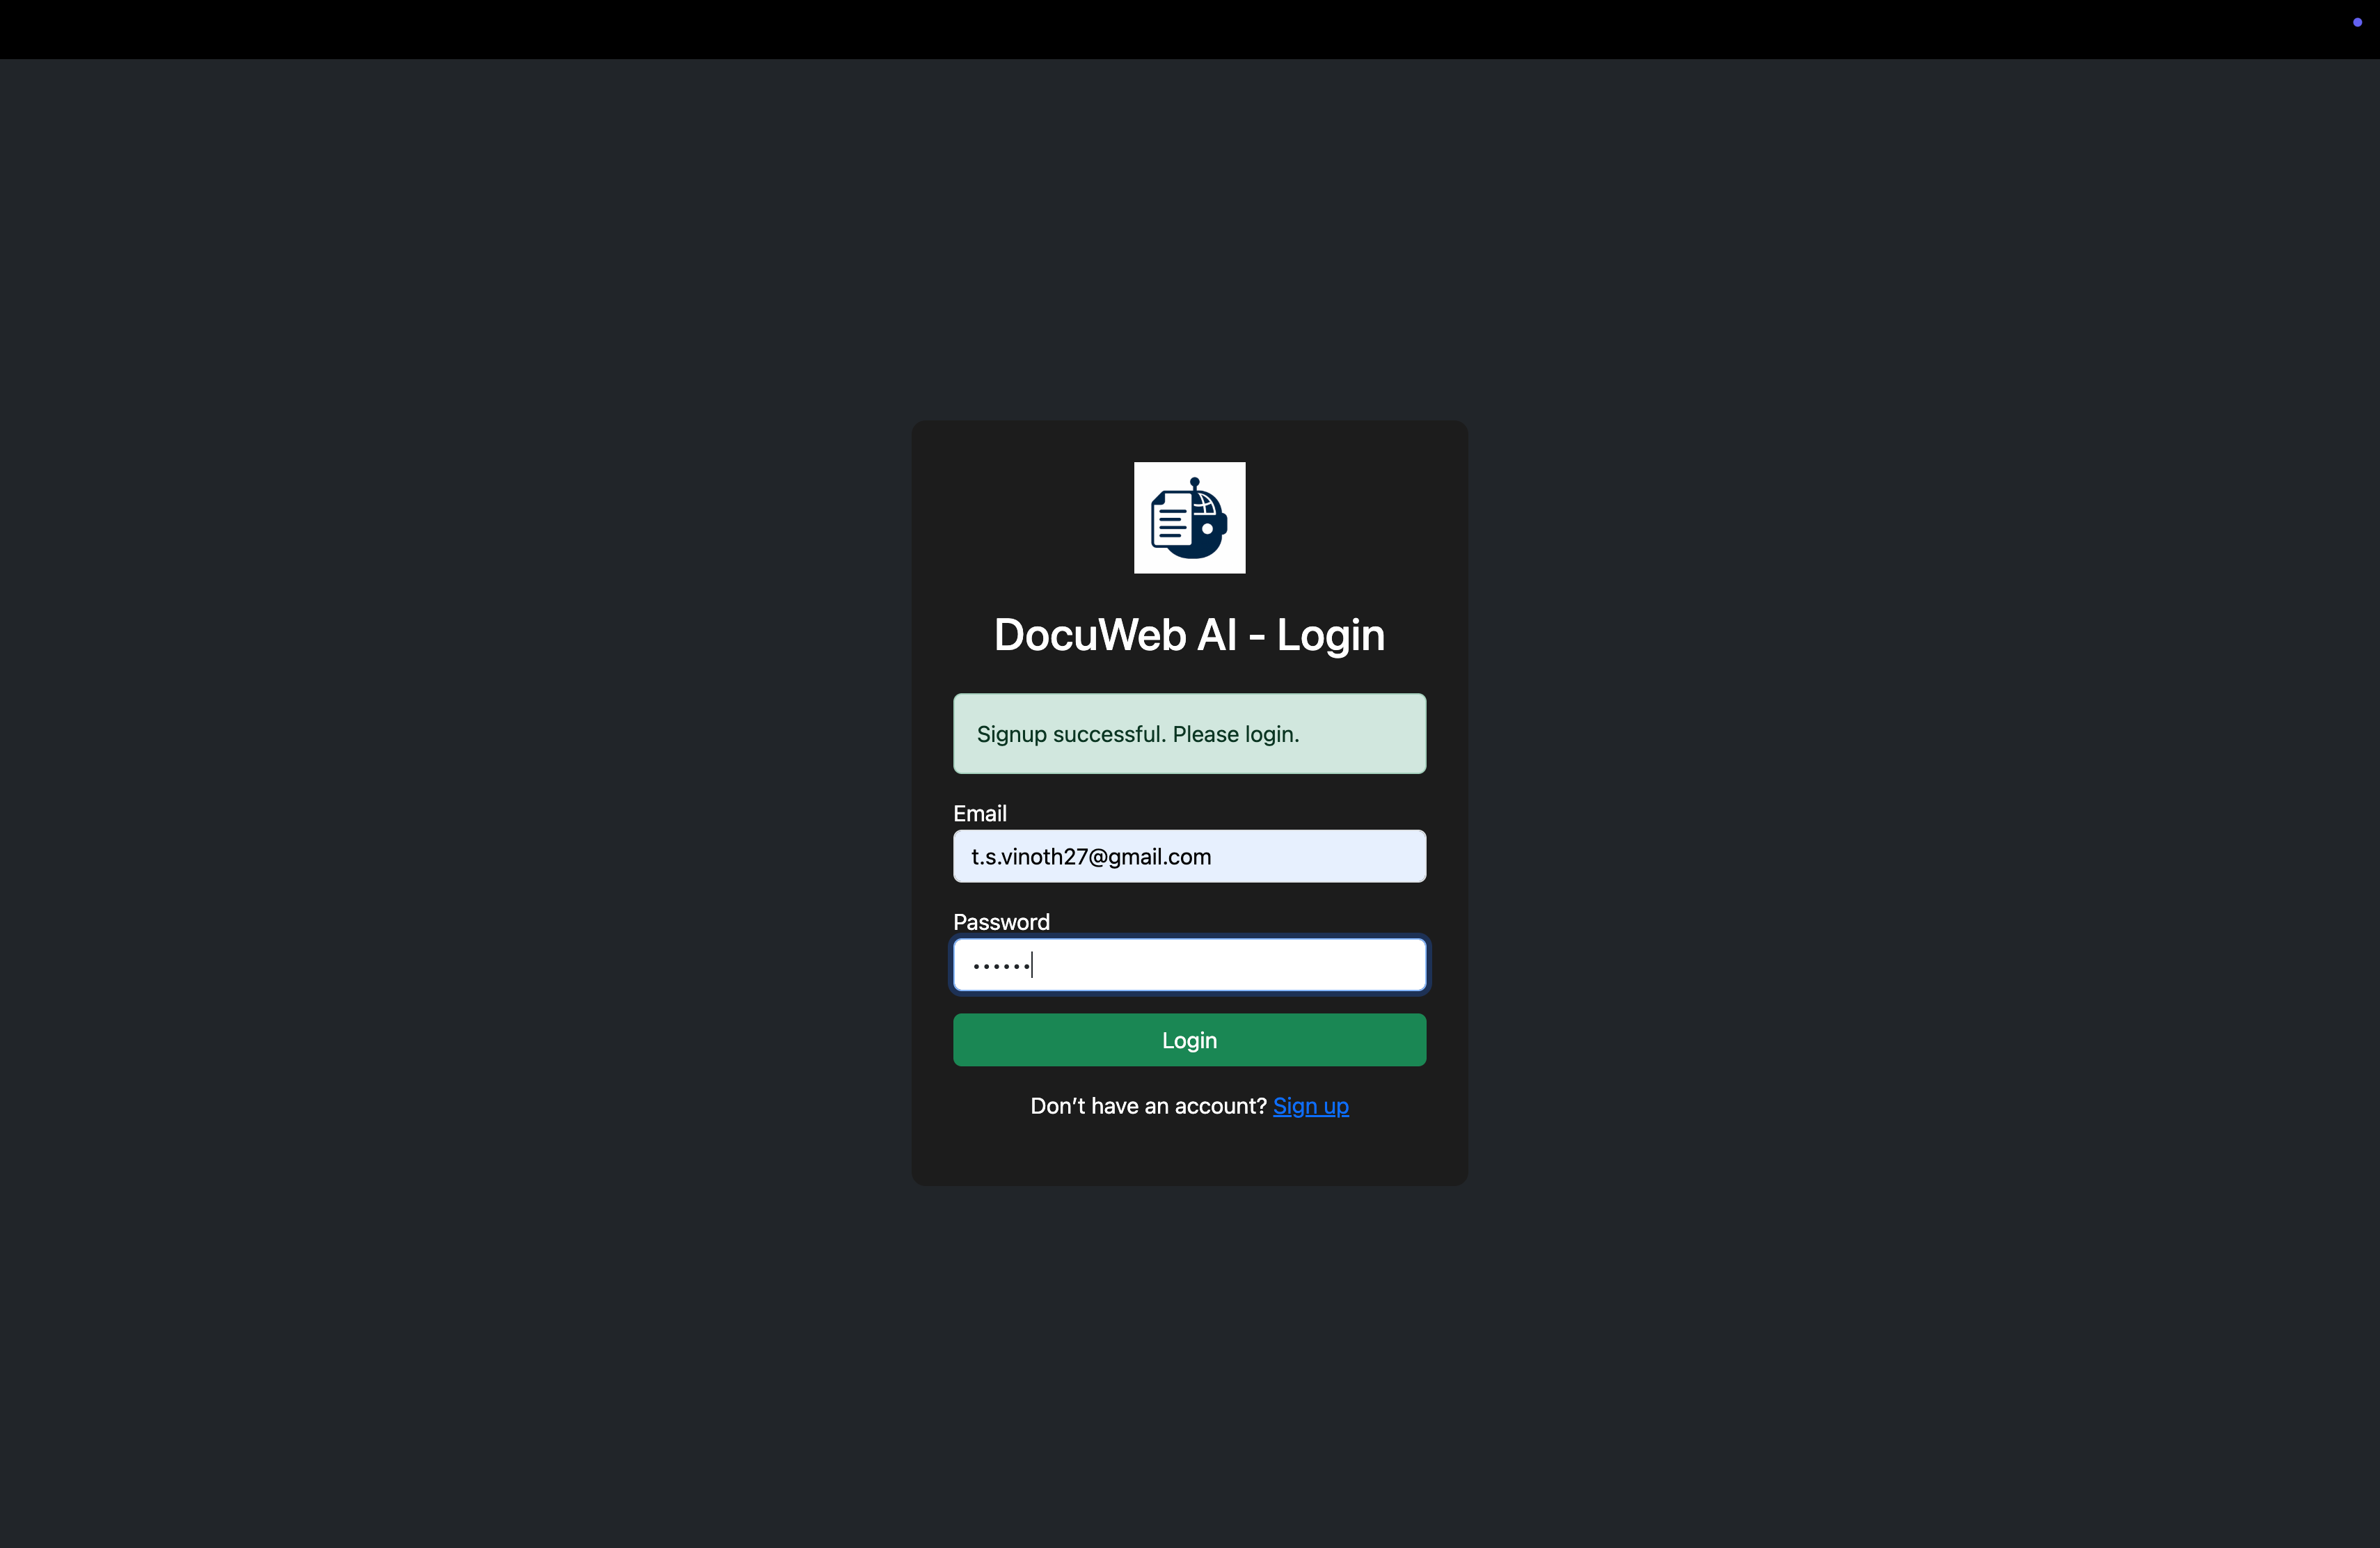 DocuWeb AI - Login
Signup successful. Please login.
Email
t.s.vinoth27@gmail.com
Password
••••••
Login
Don't have an account? Sign up